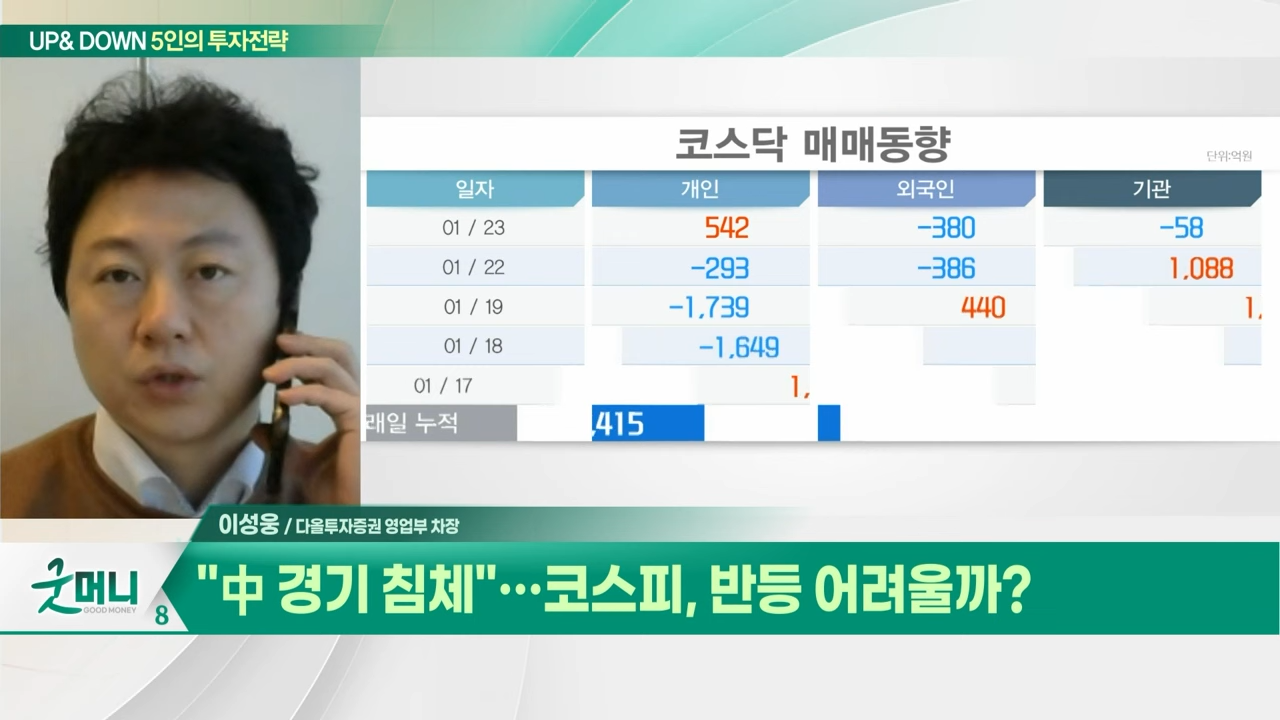 UP& DOWN 5인의 투자전략
코스닥 매매동향
단위:억원
일자 개인 외국인 기관
01 / 23 542 -380 -58
01 / 22 -293 -386 1,088
01 / 19 -1,739 440 1,
01 / 18 -1,649
01 / 17 1,
래일 누적 ,415
이성웅 / 다올투자증권 영업부 차장
"中 경기 침체"…코스피, 반등 어려울까?
굿머니
GOOD MONEY
8